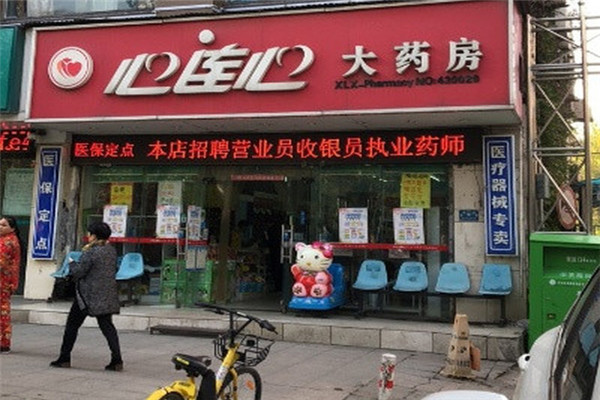 心连心
大药房
XLX-Pharmacy NO:430029
医保定点 本店招聘营业员收银员执业药师
医保定点
医疗器械专卖